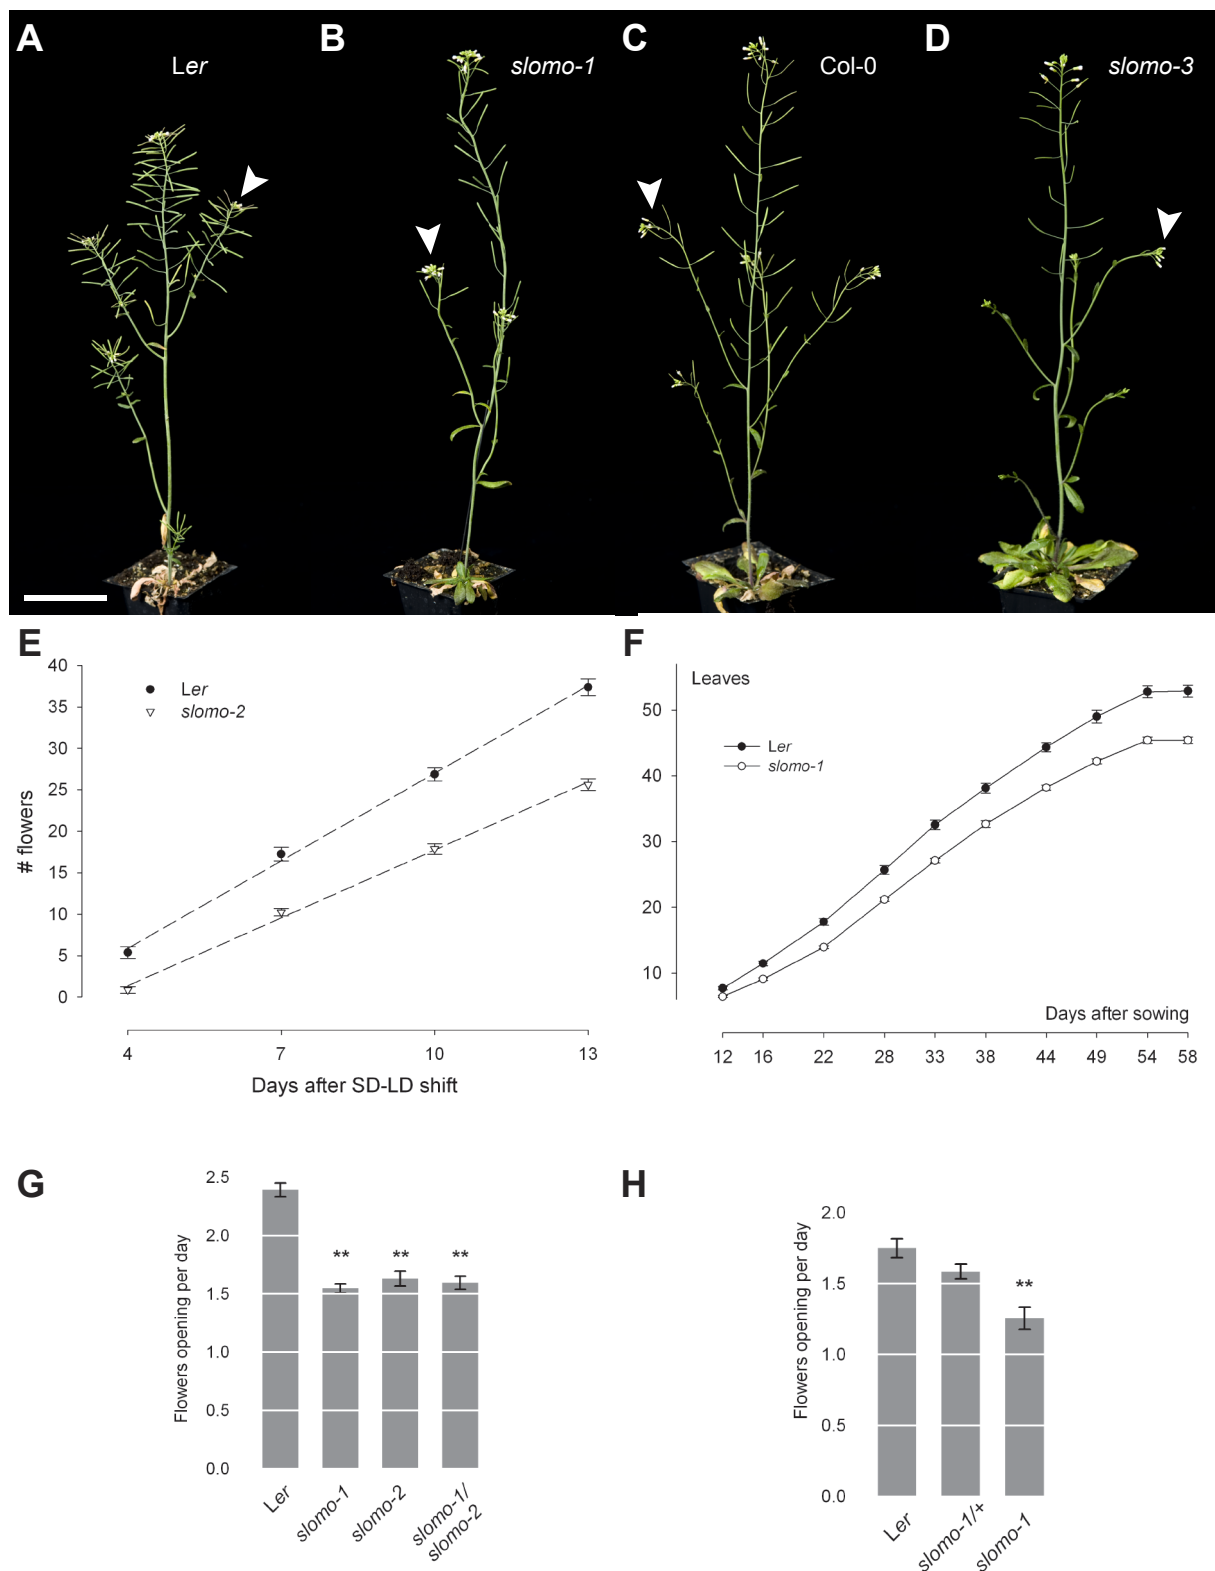 A
Ler
B
slomo-1
C
Col-0
D
slomo-3
E
40
35
30
25
20
15
10
5
0
# flowers
Ler
slomo-2
4 7 10 13
Days after SD-LD shift
F
Leaves
50
40
30
20
10
Ler
slomo-1
Days after sowing
12 16 22 28 33 38 44 49 54 58
G
2.5
2.0
1.5
1.0
0.5
0.0
Flowers opening per day
** ** **
Ler
slomo-1
slomo-2
slomo-1/
slomo-2
H
2.0
1.5
1.0
0.5
0.0
Flowers opening per day
**
Ler
slomo-1/+
slomo-1